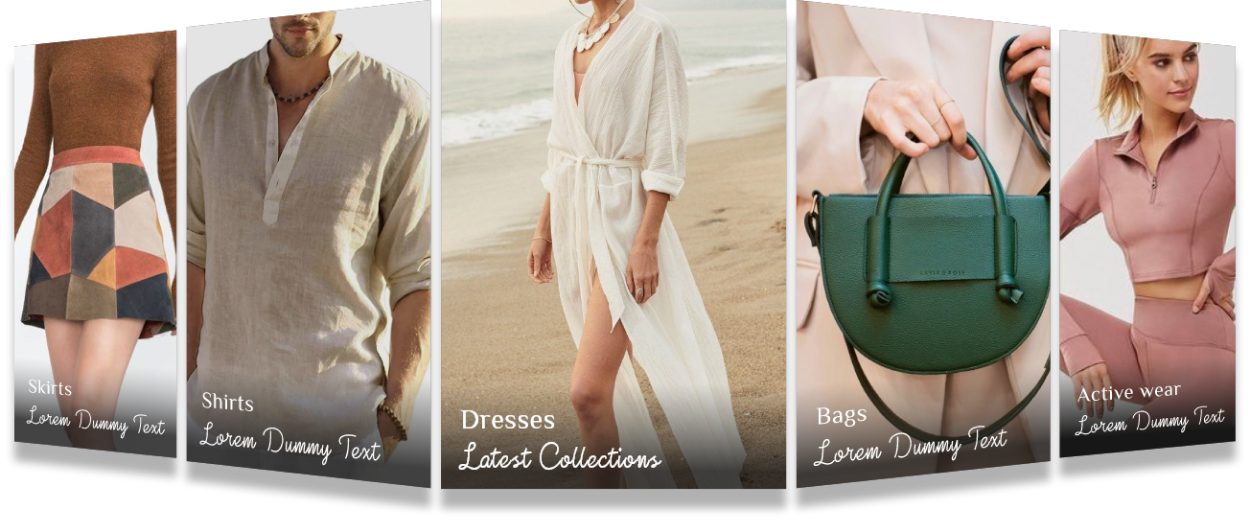 Skirts
Lorem Dummy Text
Shirts
Lorem Dummy Text
Dresses
Latest Collections
Bags
Lorem Dummy Text
Active wear
Lorem Dummy Text